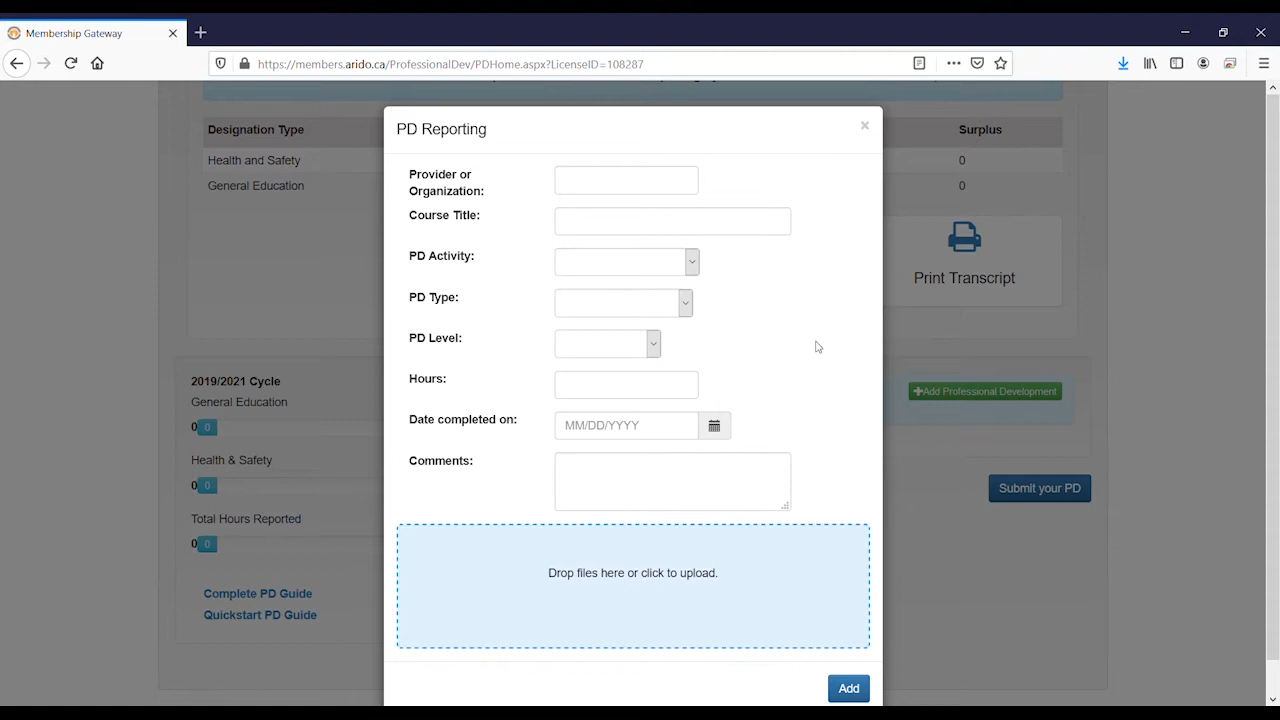 Membership Gateway
https://members.arido.ca/ProfessionalDev/PDHome.aspx?LicenseID=108287
PD Reporting
×
Designation Type
Surplus
Health and Safety
0
General Education
0
Provider or
Organization:
Course Title:
PD Activity:
PD Type:
PD Level:
Hours:
Date completed on:
MM/DD/YYYY
Comments:
Drop files here or click to upload.
Add
Print Transcript
2019/2021 Cycle
General Education
0 0
Health & Safety
0 0
Total Hours Reported
0 0
Complete PD Guide
Quickstart PD Guide
+Add Professional Development
Submit your PD